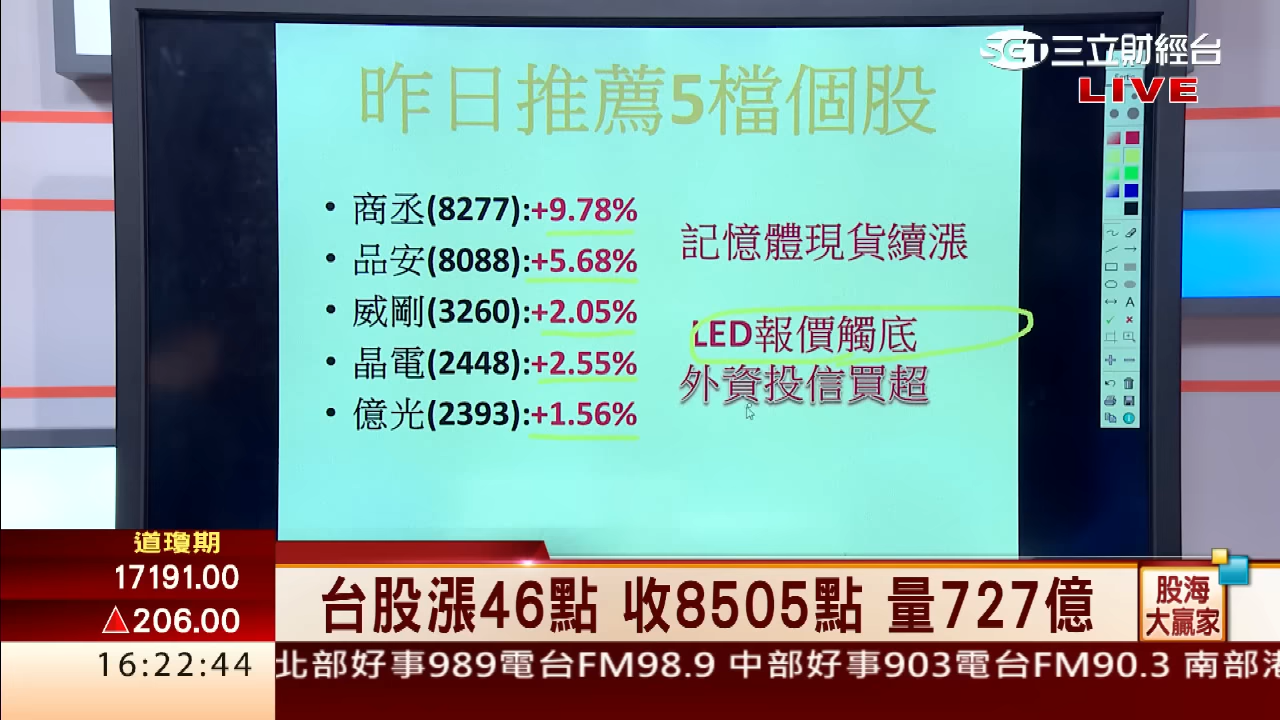 SET三立財經台
LIVE
昨日推薦5檔個股
• 商丞(8277):+9.78%
• 品安(8088):+5.68%
• 威剛(3260):+2.05%
• 晶電(2448):+2.55%
• 億光(2393):+1.56%
記憶體現貨續漲
LED報價觸底
外資投信買超
道瓊期
17191.00
△206.00
16:22:44
台股漲46點 收8505點 量727億
股海
大贏家
北部好事989電台FM98.9 中部好事903電台FM90.3 南部港